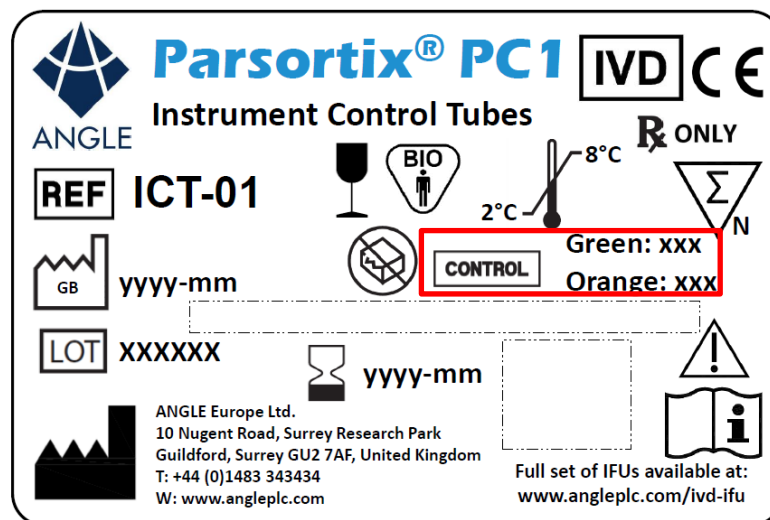 Parsortix® PC1
IVD CE
ANGLE
Instrument Control Tubes
Rx ONLY
BIO
8°C
2°C
REF ICT-01
Σ
N
GB
yyyy-mm
CONTROL
Green: xxx
Orange: xxx
LOT XXXXXX
yyyy-mm
ANGLE Europe Ltd.
10 Nugent Road, Surrey Research Park
Guildford, Surrey GU2 7AF, United Kingdom
T: +44 (0)1483 343434
W: www.angleplc.com
Full set of IFUs available at:
www.angleplc.com/ivd-ifu